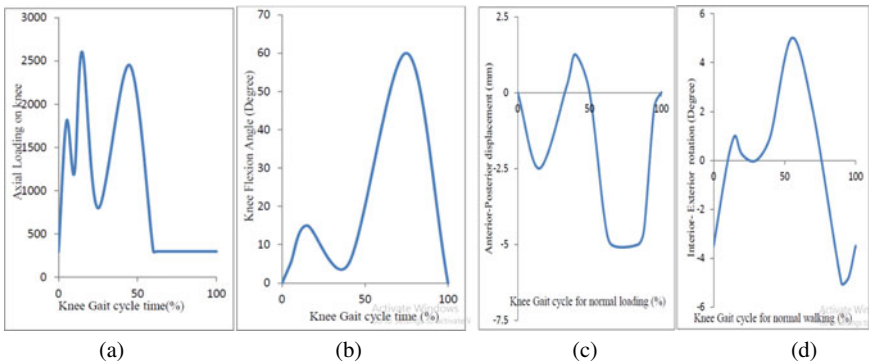 3000
2500
2000
1500
1000
500
0
0
50
100
Axial Loading on knee
Knee Gait cycle time(%)
(a)
70
60
50
40
30
20
10
0
0
50
100
Knee Flexion Angle (Degree)
Activate Windows
Knee Gait cycle time (%)
(b)
2.5
0
-2.5
-5
-7.5
0
50
100
Anterior-Posterior displacement (mm)
Knee Gait cycle for normal loading (%)
(c)
6
4
2
0
-2
-4
-6
0
50
100
Interior- Exterior rotation (Degree)
Activate Windows
Knee Gait cycle for normal walking (%)
(d)